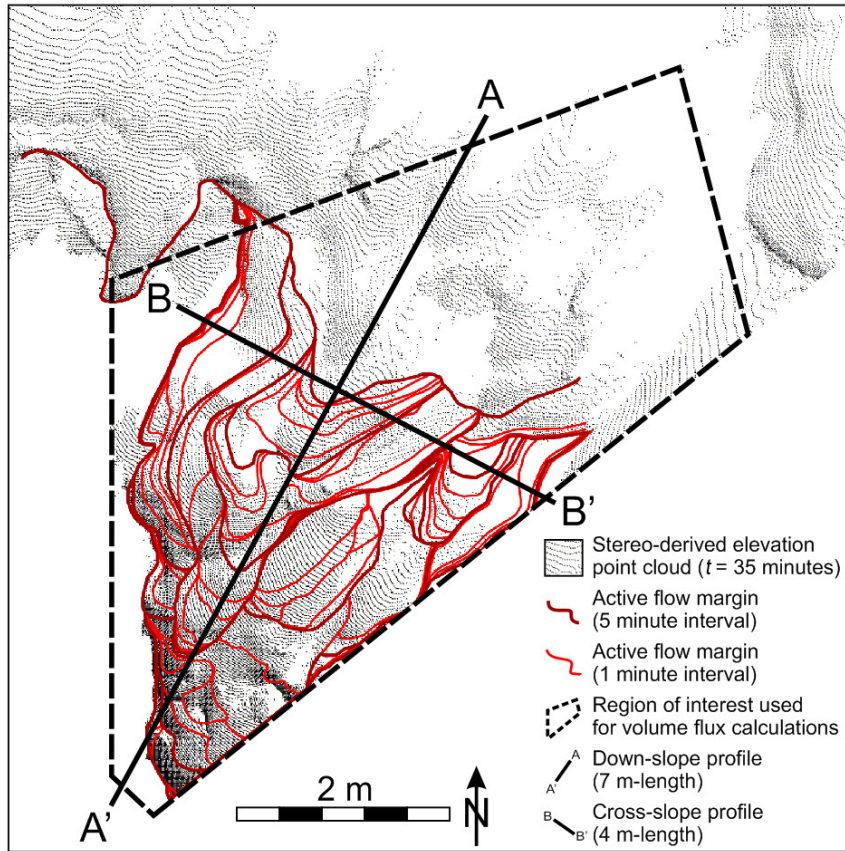 A
B
B'
A'
2 m
N
Stereo-derived elevation
point cloud (t = 35 minutes)
Active flow margin
(5 minute interval)
Active flow margin
(1 minute interval)
Region of interest used
for volume flux calculations
A
A'
Down-slope profile
(7 m-length)
B
B'
Cross-slope profile
(4 m-length)